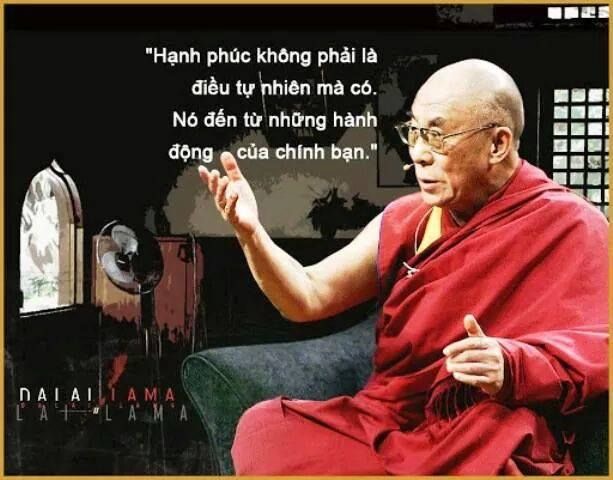 "Hạnh phúc không phải là
điều tự nhiên mà có.
Nó đến từ những hành
động của chính bạn."
DALAI LAMA
LAI LAMA